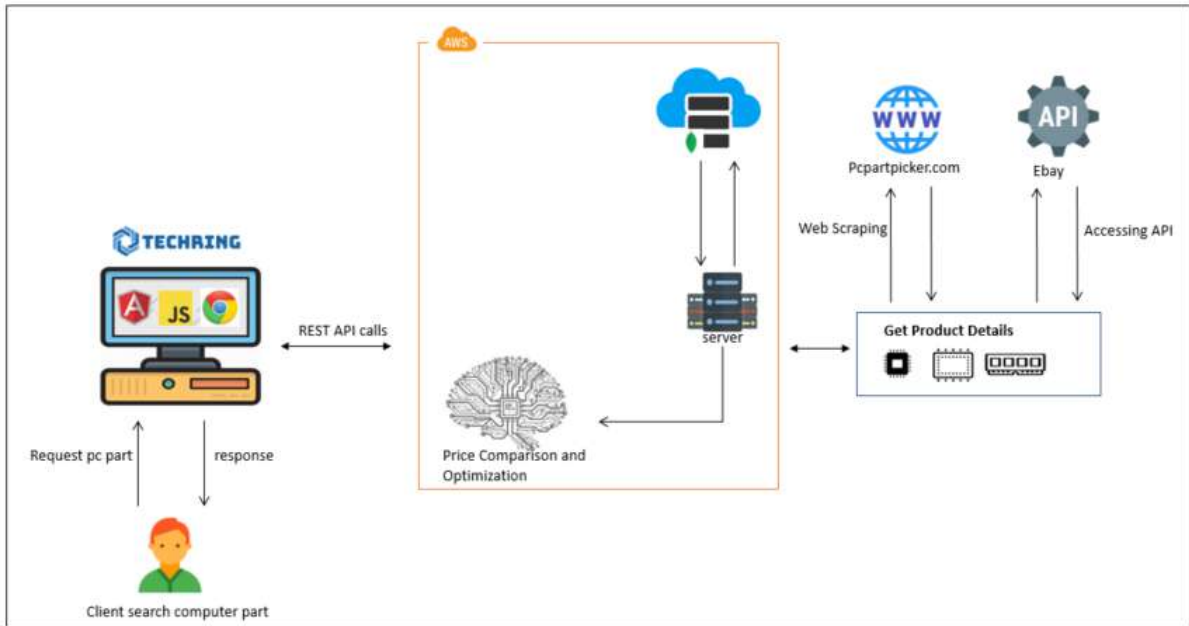 AWS
WWW
API
Pcpartpicker.com
Ebay
Web Scraping
Accessing API
TECHRING
JS
REST API calls
server
Get Product Details
Price Comparison and
Optimization
Request pc part
response
Client search computer part